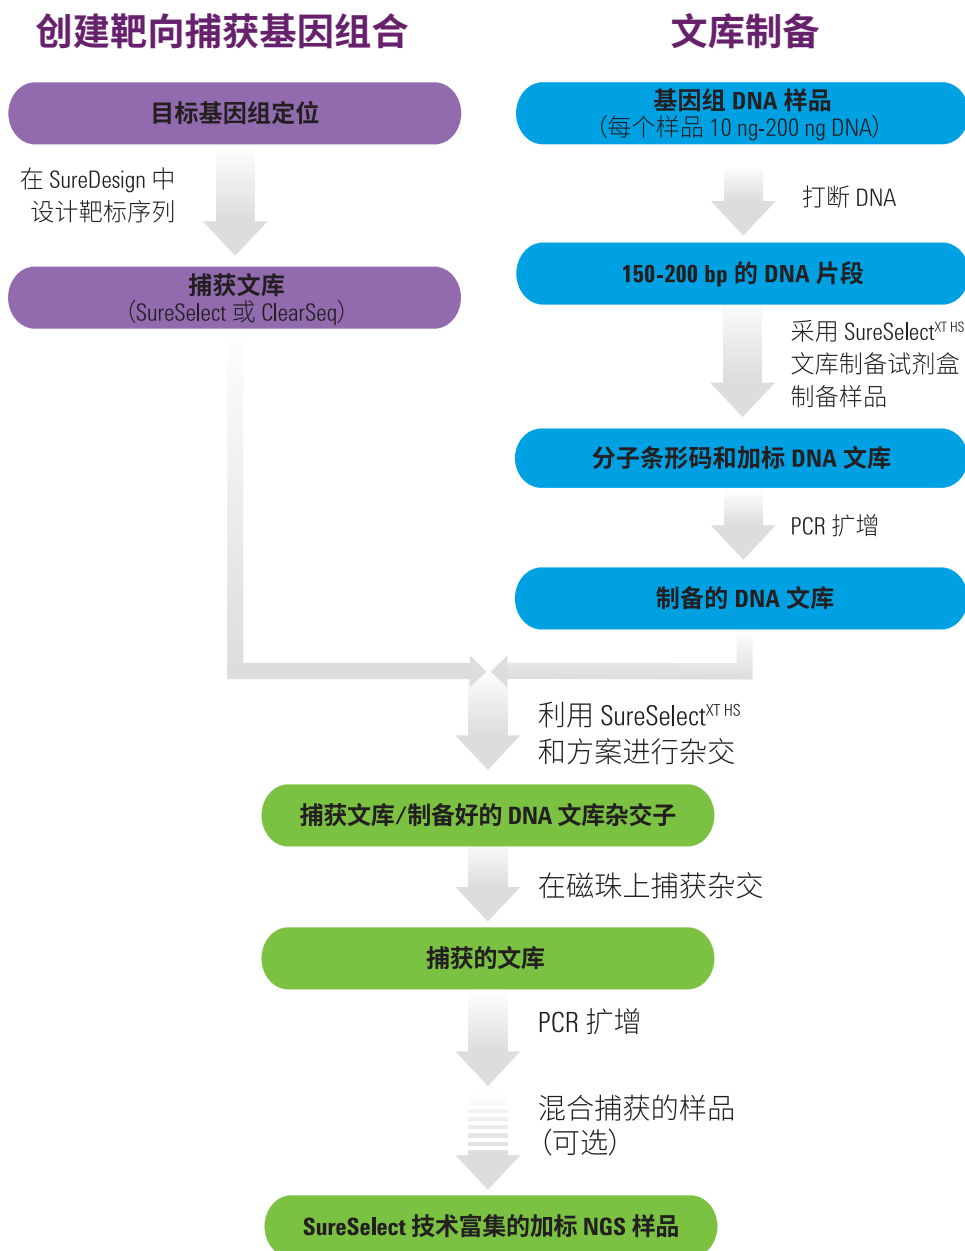 创建靶向捕获基因组合
目标基因组定位
在 SureDesign 中
设计靶标序列
捕获文库
（SureSelect 或 ClearSeq）
文库制备
基因组 DNA 样品
（每个样品 10 ng-200 ng DNA）
打断 DNA
150-200 bp 的 DNA 片段
采用 SureSelectXT HS
文库制备试剂盒
制备样品
分子条形码和加标 DNA 文库
PCR 扩增
制备的 DNA 文库
利用 SureSelectXT HS
和方案进行杂交
捕获文库/制备好的 DNA 文库杂交子
在磁珠上捕获杂交
捕获的文库
PCR 扩增
混合捕获的样品
（可选）
SureSelect 技术富集的加标 NGS 样品